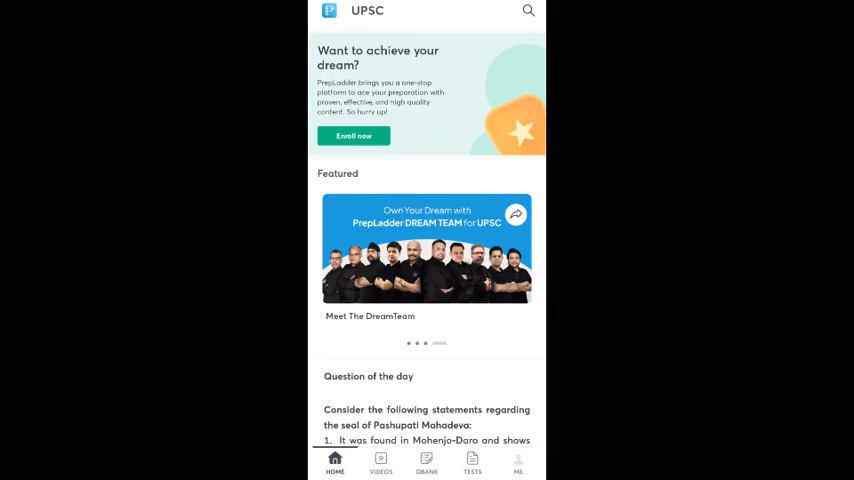 P UPSC
Want to achieve your
dream?
PrepLadder brings you a one-stop
platform to ace your preparation with
proven, effective, and high quality
content. So hurry up!
Enroll now
Featured
Own Your Dream with
PrepLadder DREAM TEAM for UPSC
Meet The DreamTeam
Question of the day
Consider the following statements regarding
the seal of Pashupati Mahadeva:
1. It was found in Mohenjo-Daro and shows
HOME VIDEOS QBANK TESTS ME